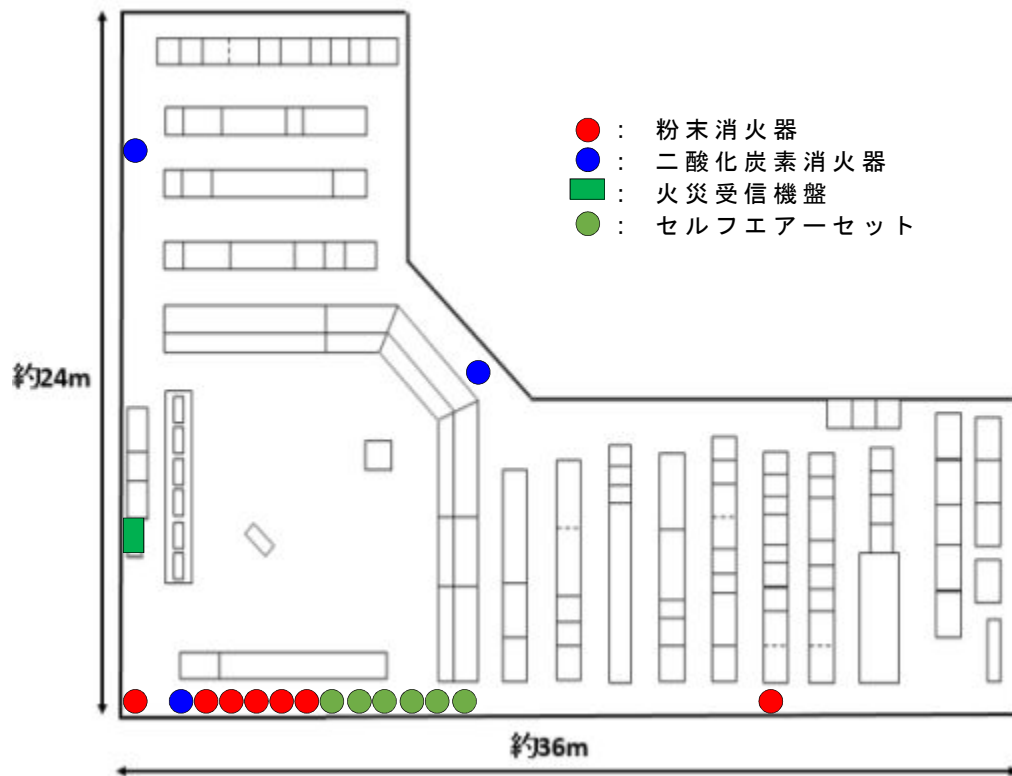 ： 粉末消火器
： 二酸化炭素消火器
： 火災受信機盤
： セルフエアーセット
約24m
約36m